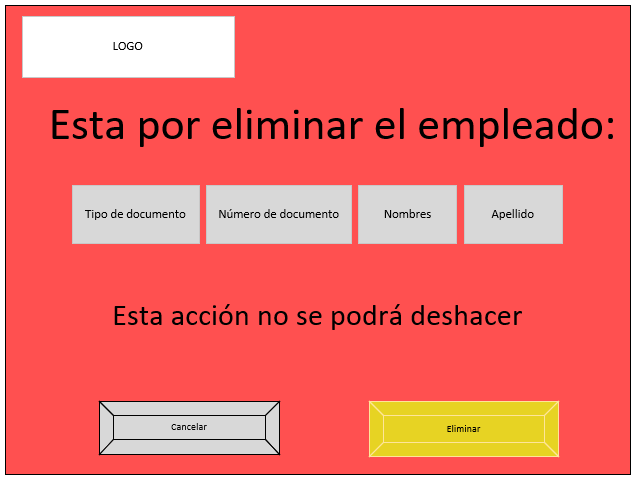 LOGO
Esta por eliminar el empleado:
Tipo de documento
Número de documento
Nombres
Apellido
Esta acción no se podrá deshacer
Cancelar
Eliminar